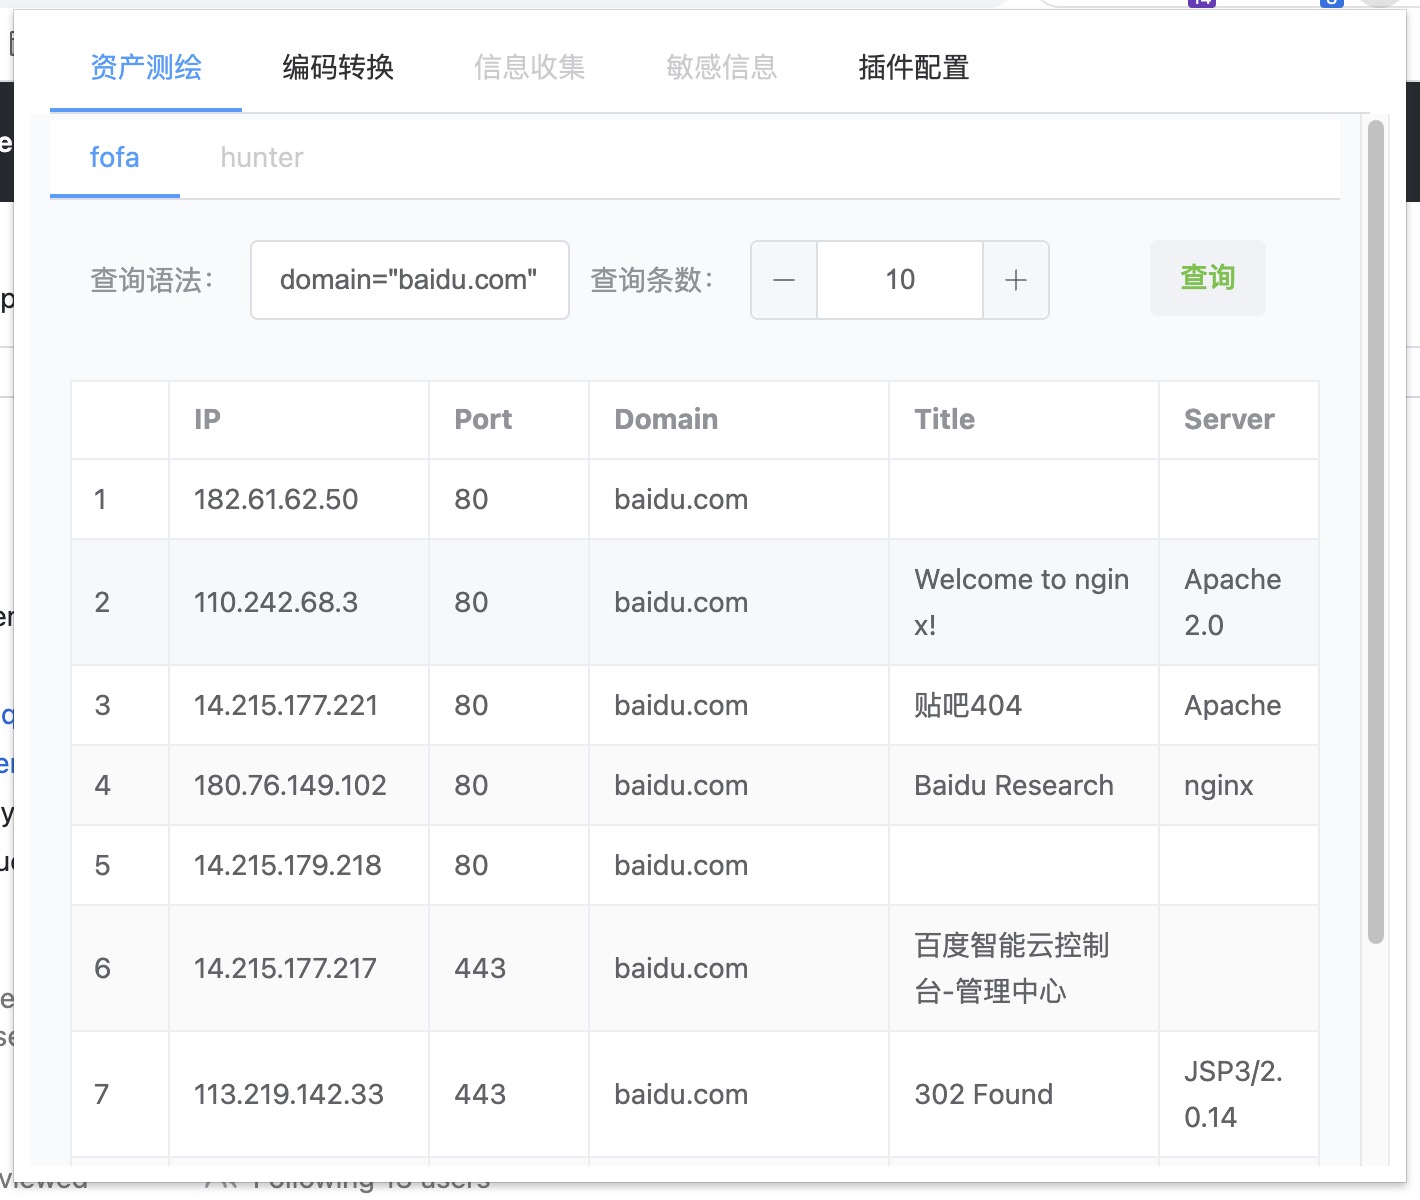 资产测绘 编码转换 信息收集 敏感信息 插件配置
fofa hunter
查询语法: domain="baidu.com" 查询条数: 10 查询
IP Port Domain Title Server
1 182.61.62.50 80 baidu.com
2 110.242.68.3 80 baidu.com Welcome to ngin Apache
x! 2.0
3 14.215.177.221 80 baidu.com 贴吧404 Apache
4 180.76.149.102 80 baidu.com Baidu Research nginx
5 14.215.179.218 80 baidu.com
6 14.215.177.217 443 baidu.com 百度智能云控制
台-管理中心
7 113.219.142.33 443 baidu.com 302 Found JSP3/2.
0.14